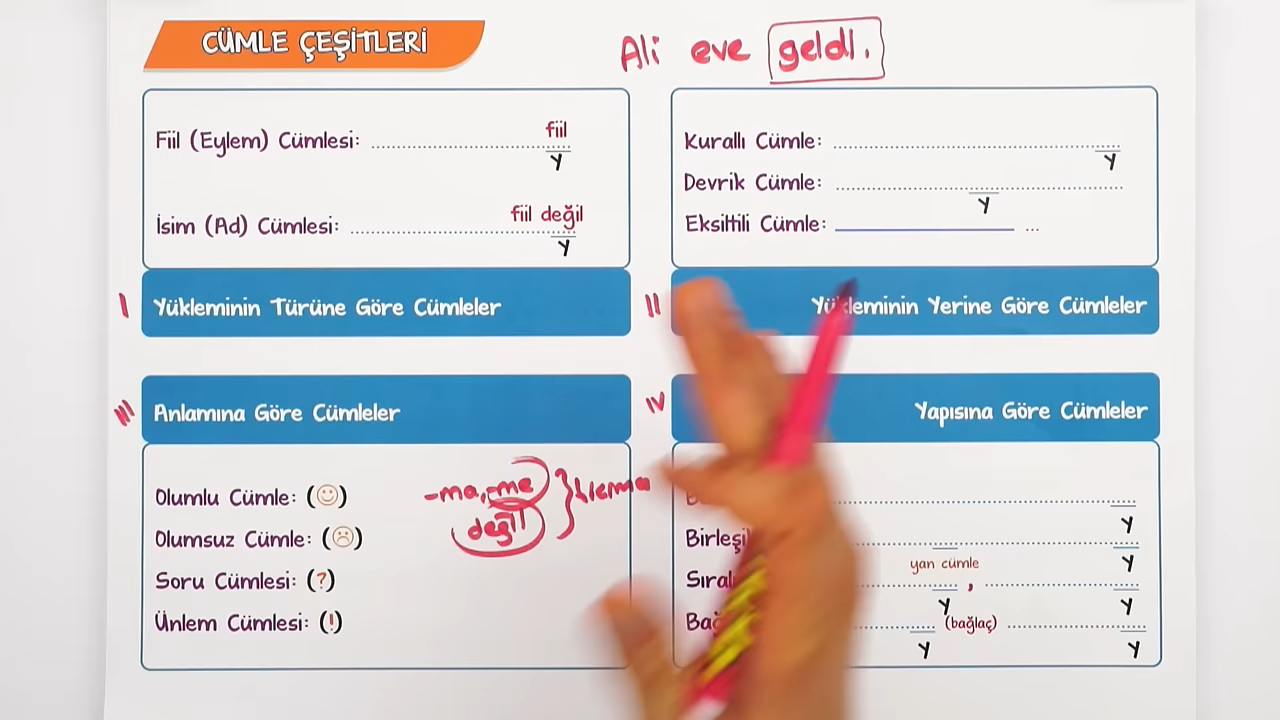 CÜMLE ÇEŞİTLERİ
Ali eve geldi.
Fiil (Eylem) Cümlesi: fiil
y
İsim (Ad) Cümlesi: fiil değil
y
I Yükleminin Türüne Göre Cümleler
Kurallı Cümle:
y
Devrik Cümle:
y
Eksiltili Cümle: ...
II Yükleminin Yerine Göre Cümleler
III Anlamına Göre Cümleler
Olumlu Cümle: (☺)
Olumsuz Cümle: (☹)
Soru Cümlesi: (?)
Ünlem Cümlesi: (!)
-ma, -me
değil
IV Yapısına Göre Cümleler
y
yan cümle
y
,
y y
(bağlaç)
y y